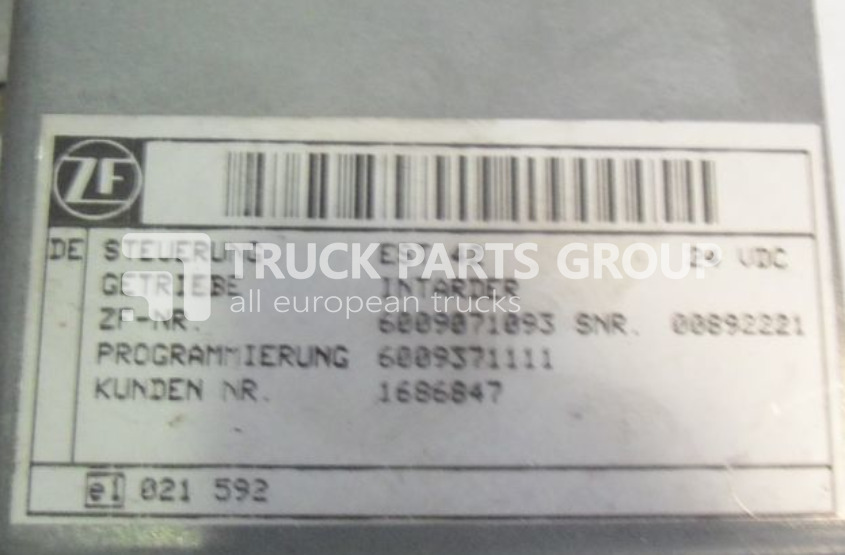 ZF
DE STEUERUNG 24 VDC
TRUCK PARTS GROUP
GETRIEBE INTARDER
all european trucks
ZF-NR. 6009071093 SNR. 00892221
PROGRAMMIERUNG 6009371111
KUNDEN NR. 1686847
e1 021 592